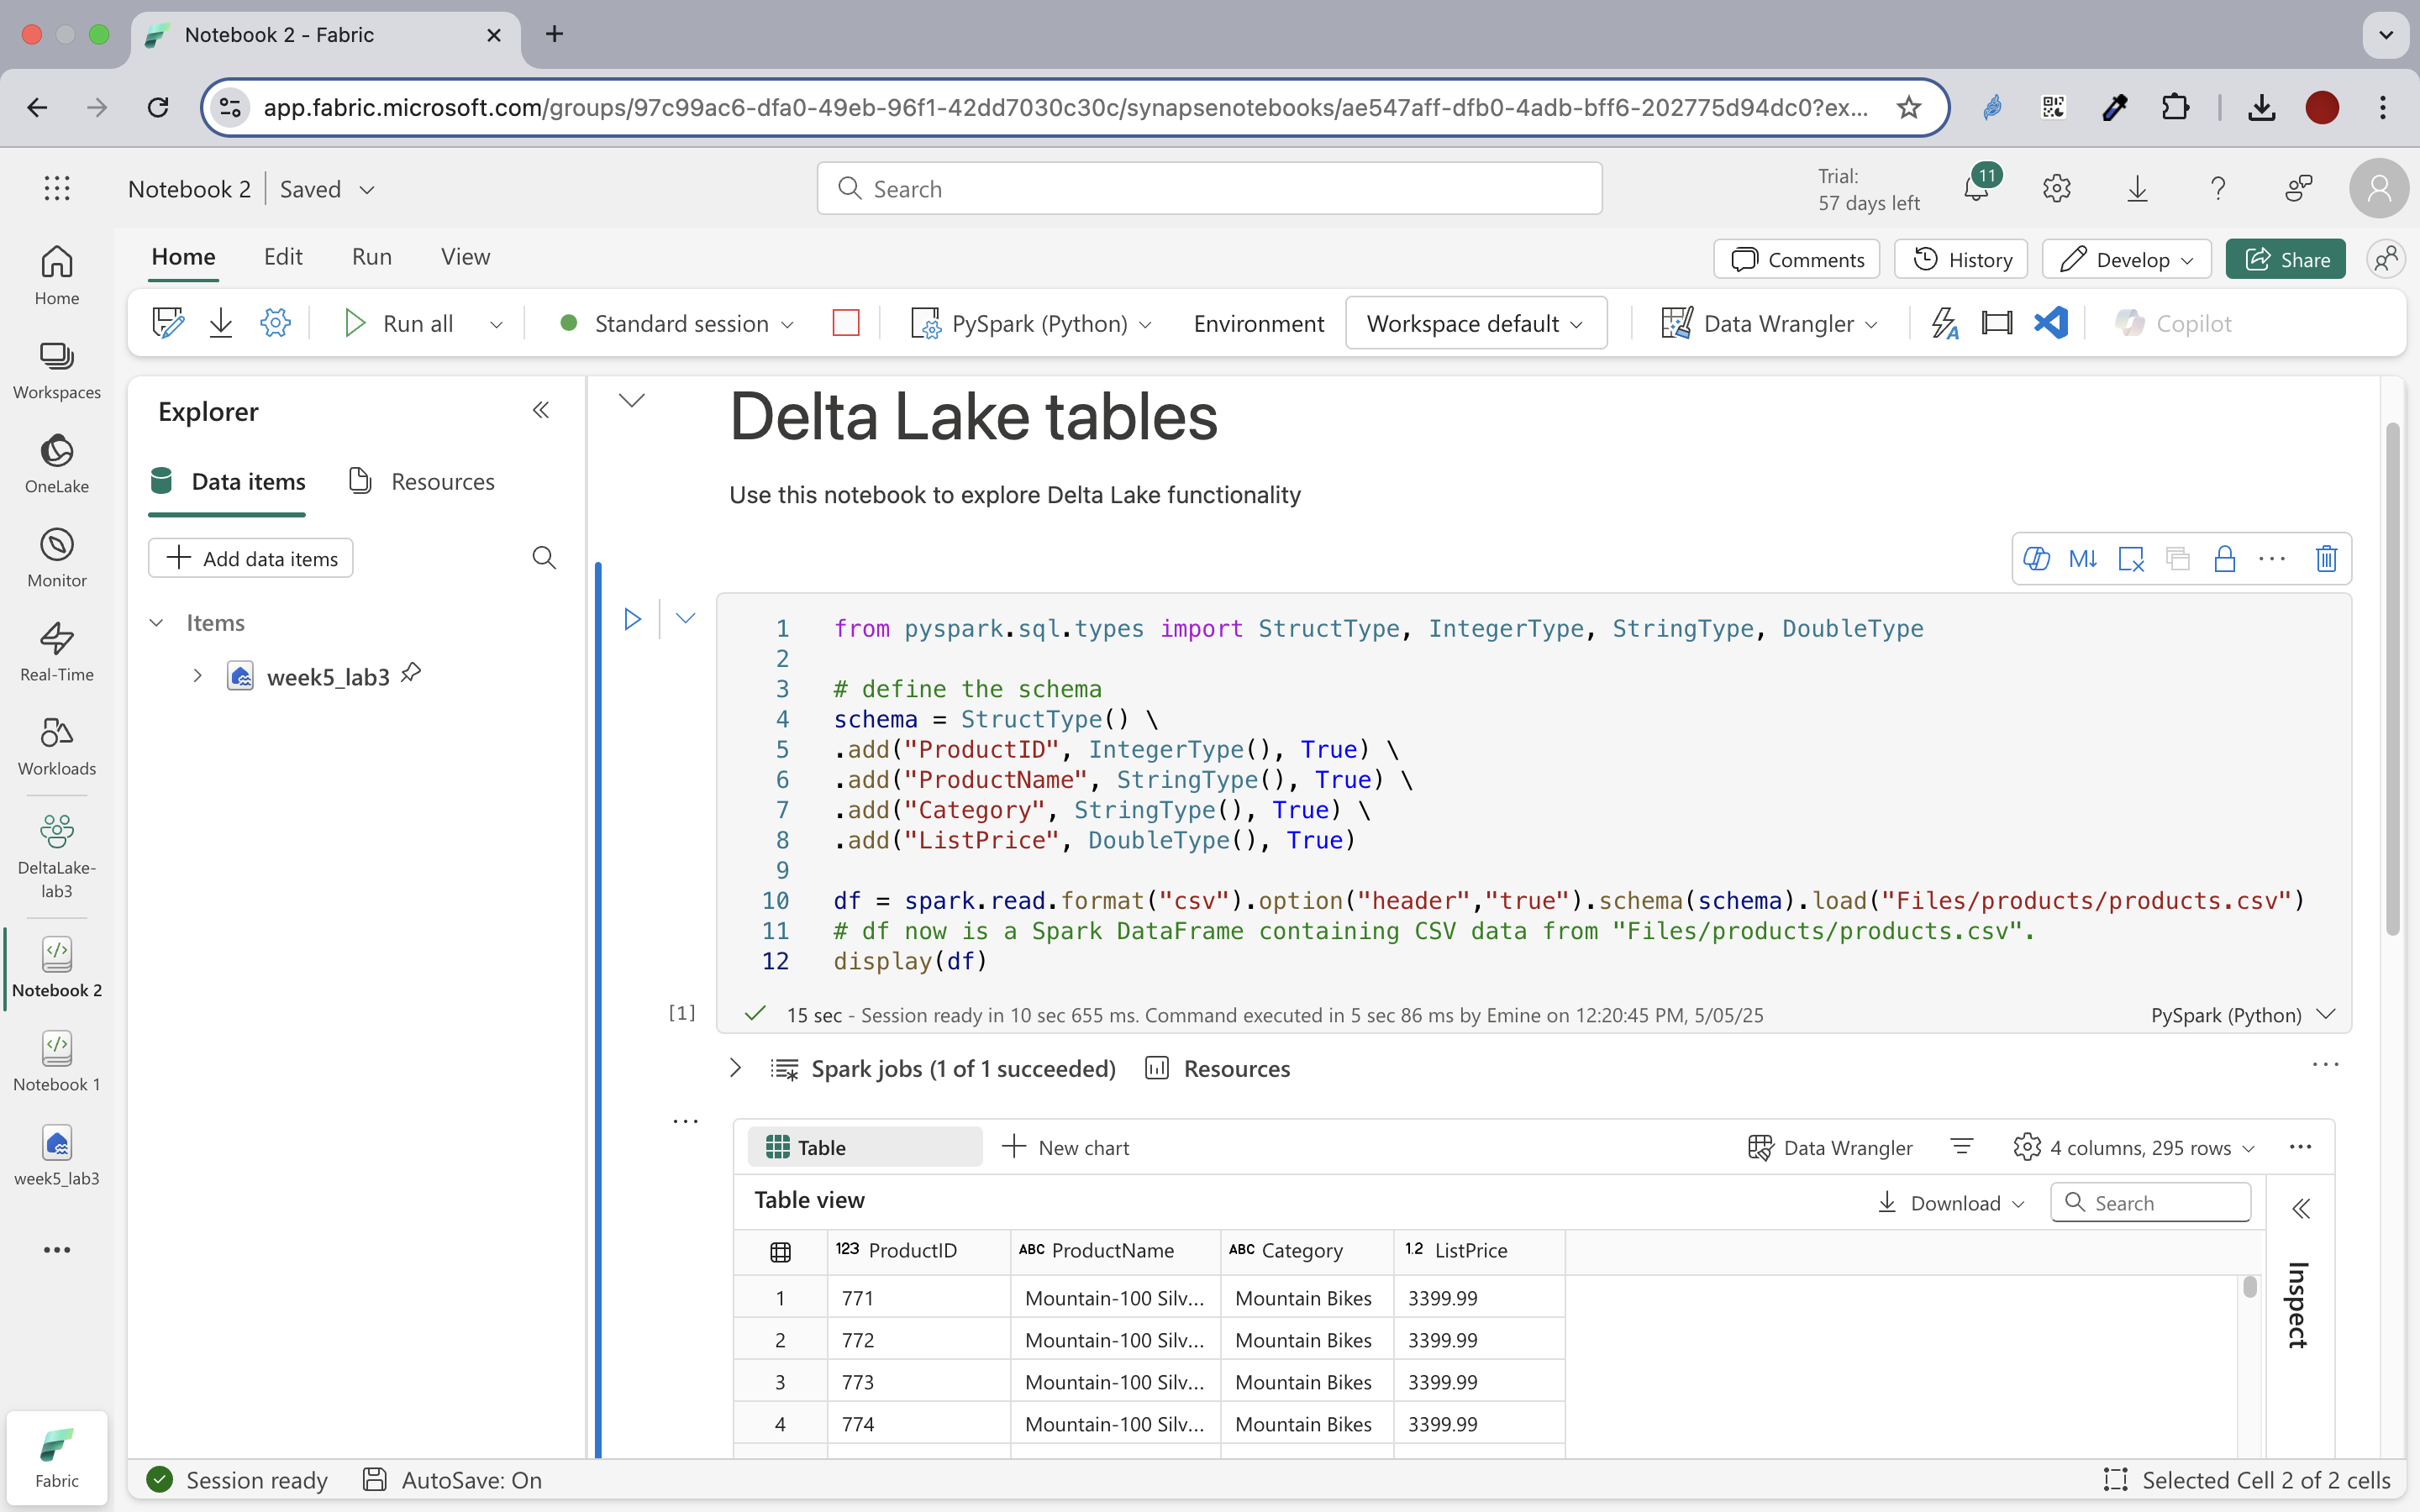 Notebook 2 - Fabric
app.fabric.microsoft.com/groups/97c99ac6-dfa0-49eb-96f1-42dd7030c30c/synapsenotebooks/ae547aff-dfb0-4adb-bff6-202775d94dc0?ex...
Notebook 2 | Saved
Search
Trial:
57 days left
11
Home Edit Run View
Comments History Develop Share
Run all Standard session PySpark (Python) Environment Workspace default Data Wrangler Copilot
Home
Workspaces
OneLake
Monitor
Real-Time
Workloads
DeltaLake-
lab3
Notebook 2
Notebook 1
week5_lab3
Fabric
Explorer
Data items Resources
Add data items
Items
week5_lab3
Delta Lake tables
Use this notebook to explore Delta Lake functionality
M↓
1 from pyspark.sql.types import StructType, IntegerType, StringType, DoubleType
2
3 # define the schema
4 schema = StructType() \
5 .add("ProductID", IntegerType(), True) \
6 .add("ProductName", StringType(), True) \
7 .add("Category", StringType(), True) \
8 .add("ListPrice", DoubleType(), True)
9
10 df = spark.read.format("csv").option("header","true").schema(schema).load("Files/products/products.csv")
11 # df now is a Spark DataFrame containing CSV data from "Files/products/products.csv".
12 display(df)
[1] 15 sec - Session ready in 10 sec 655 ms. Command executed in 5 sec 86 ms by Emine on 12:20:45 PM, 5/05/25 PySpark (Python)
Spark jobs (1 of 1 succeeded) Resources
Table New chart Data Wrangler 4 columns, 295 rows
Table view Download Search
123 ProductID ABC ProductName ABC Category 1.2 ListPrice
1 771 Mountain-100 Silv... Mountain Bikes 3399.99
2 772 Mountain-100 Silv... Mountain Bikes 3399.99
3 773 Mountain-100 Silv... Mountain Bikes 3399.99
4 774 Mountain-100 Silv... Mountain Bikes 3399.99
Inspect
Session ready AutoSave: On Selected Cell 2 of 2 cells